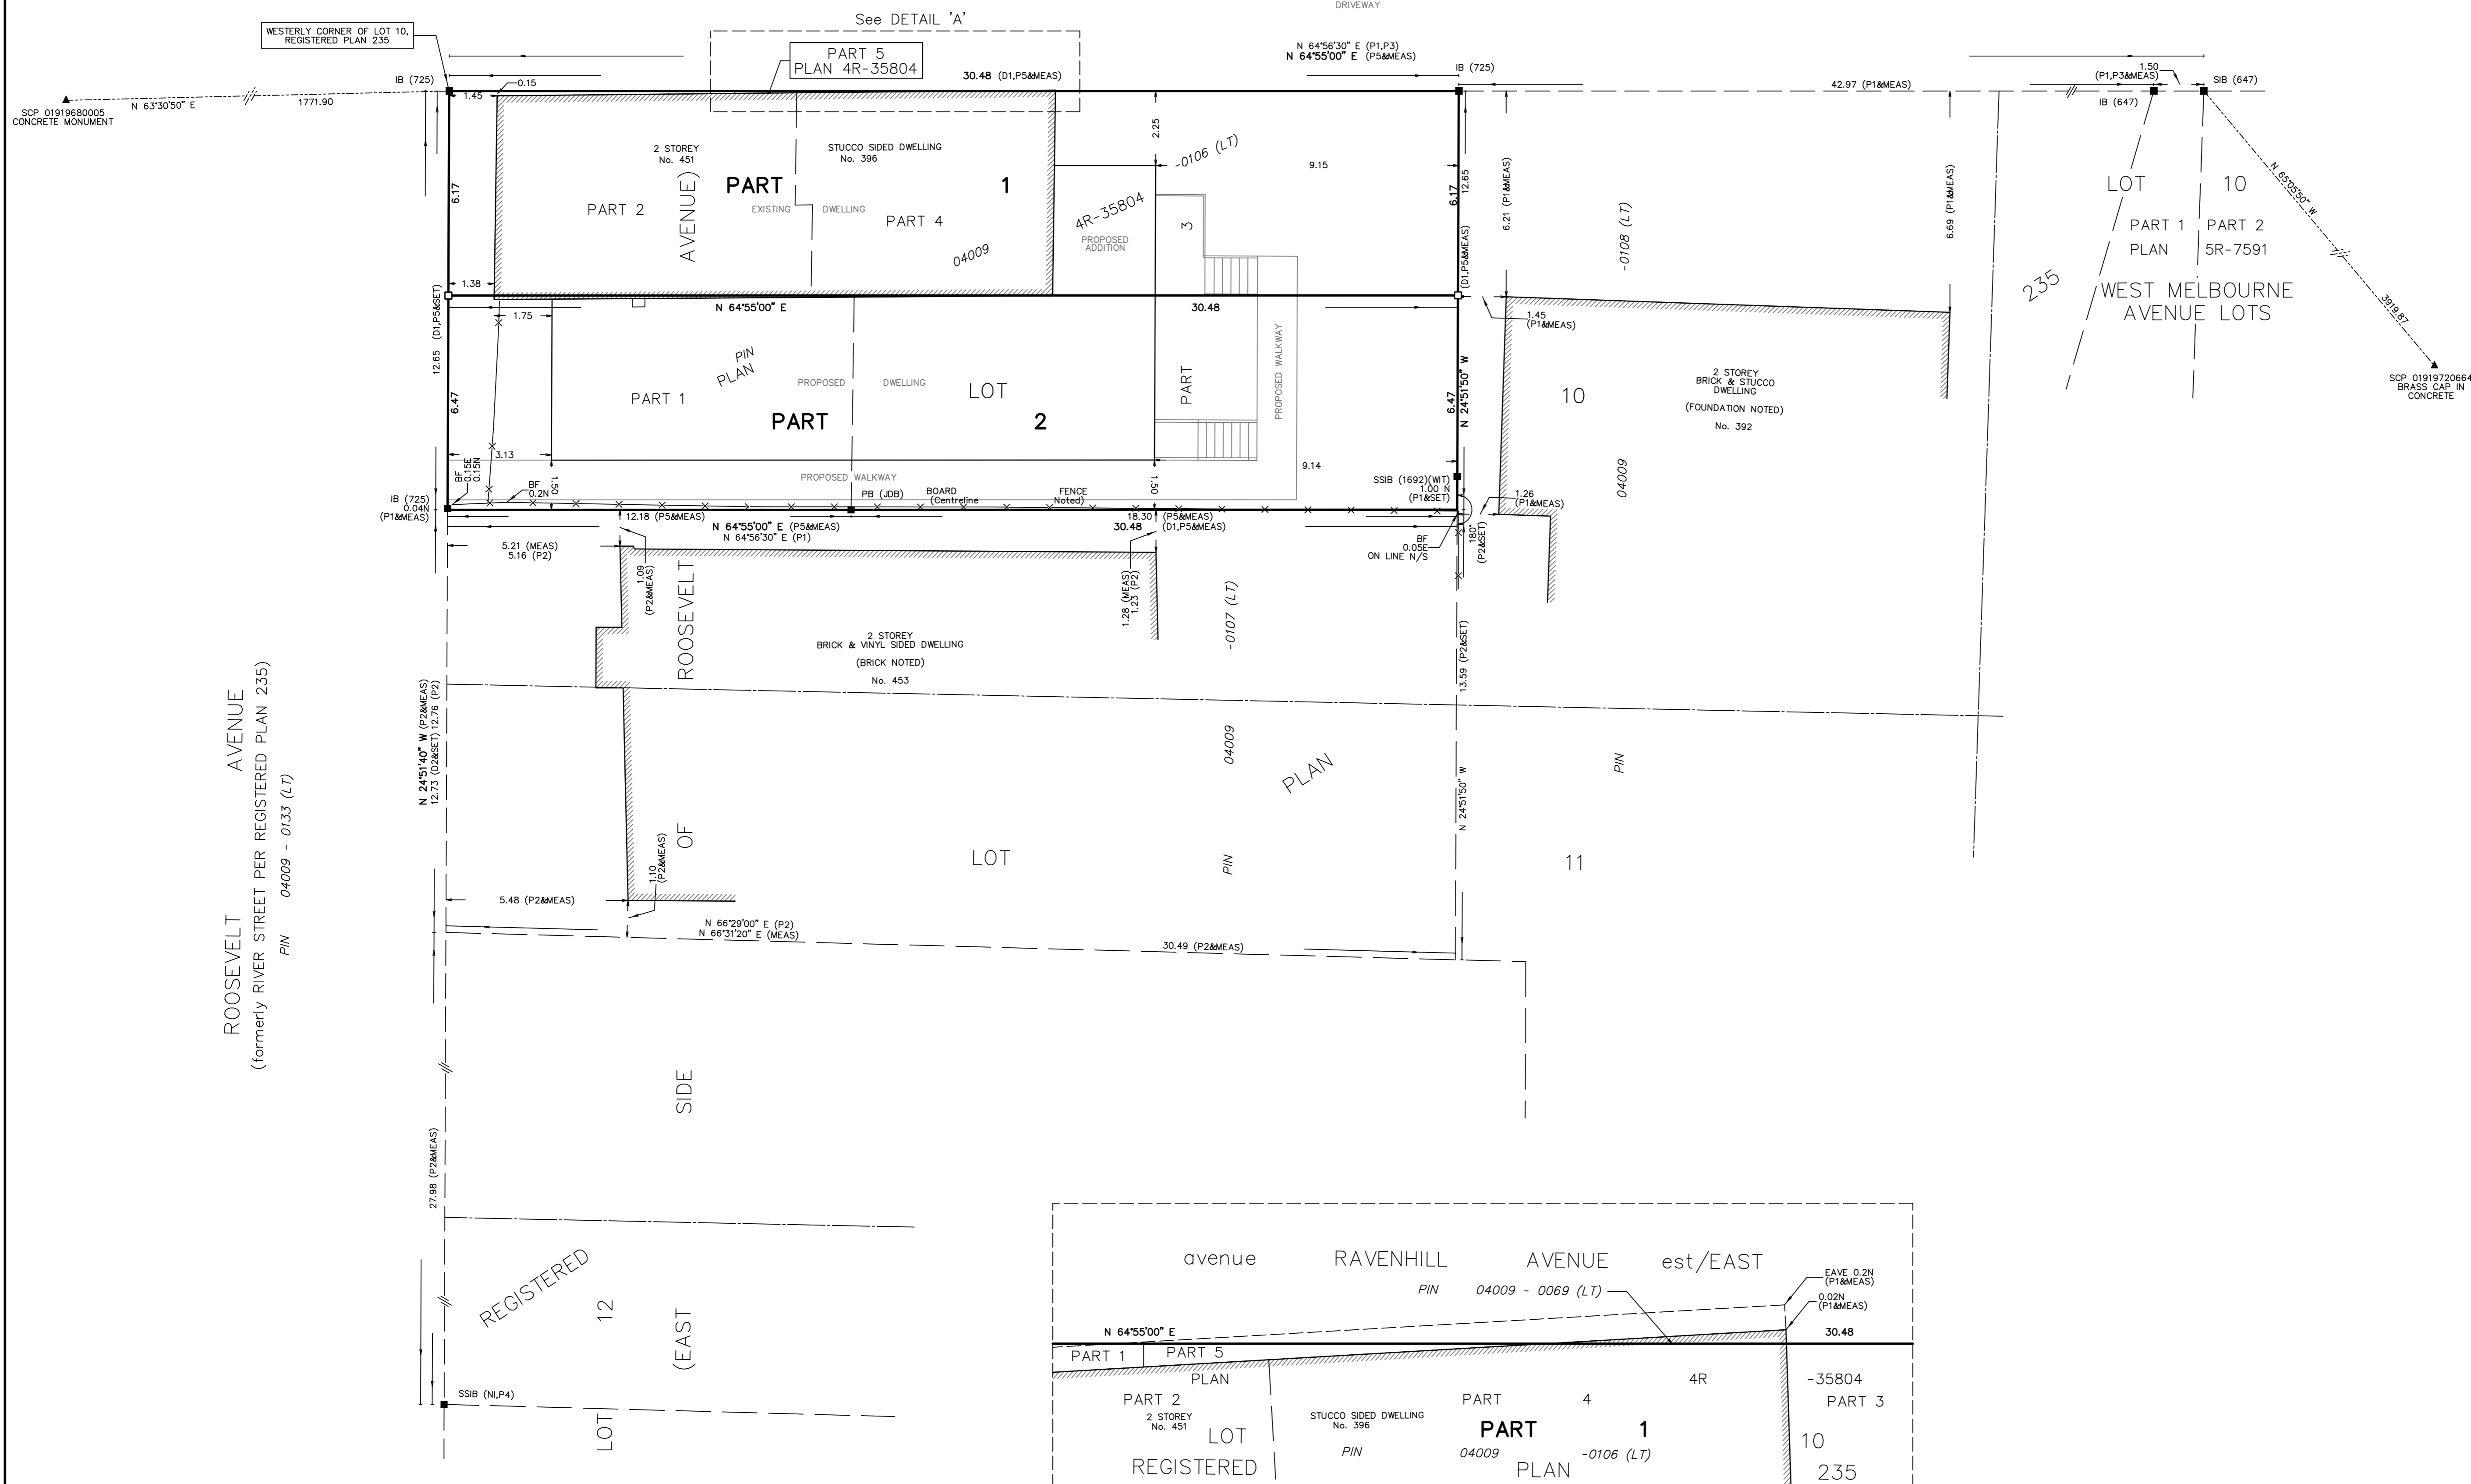 DRIVEWAY
See DETAIL 'A'
WESTERLY CORNER OF LOT 10,
REGISTERED PLAN 235
PART 5
PLAN 4R-35804
N 64°56'30" E (P1,P3)
N 64°55'00" E (P5&MEAS)
30.48 (D1,P5&MEAS)
IB (725)
IB (725)
0.15
1.45
1.50
(P1,P3&MEAS)
SIB (647)
42.97 (P1&MEAS)
IB (647)
N 63°30'50" E
1771.90
SCP 01919680005
CONCRETE MONUMENT
2 STOREY
No. 451
STUCCO SIDED DWELLING
No. 396
2.25
-0106 (LT)
9.15
6.17
AVENUE)
PART 1
PART 2
EXISTING DWELLING
PART 4
04009
4R-35804
PROPOSED
ADDITION
3
6.17
12.65
(D1,P5&MEAS)
6.21 (P1&MEAS)
-0108 (LT)
6.69 (P1&MEAS)
LOT 10
PART 1 PART 2
PLAN 5R-7591
WEST MELBOURNE
AVENUE LOTS
235
N 65°05'50" W
3919.87
SCP 01919720664
BRASS CAP IN
CONCRETE
1.38
12.65 (D1,P5&SET)
N 64°55'00" E
30.48
1.75
1.45
(P1&MEAS)
PIN
PLAN
PROPOSED DWELLING
LOT
PART 1
PART 2
PART
PROPOSED WALKWAY
6.47
6.47
N 24°51'50" W
10
2 STOREY
BRICK & STUCCO
DWELLING
(FOUNDATION NOTED)
No. 392
04009
3.13
BF
0.15E
0.15N
BF
0.2N
1.50
PROPOSED WALKWAY
PB (JDB)
BOARD FENCE
(Centreline Noted)
1.50
9.14
SSIB (1692)(WIT)
1.00 N
(P1&SET)
1.26
(P1&MEAS)
IB (725)
0.04N
(P1&MEAS)
12.18 (P5&MEAS)
18.30 (P5&MEAS)
N 64°55'00" E (P5&MEAS)
N 64°56'30" E (P1)
30.48 (D1,P5&MEAS)
BF
0.05E
ON LINE N/S
180°
(P2&SET)
5.21 (MEAS)
5.16 (P2)
1.09
(P2&MEAS)
1.28 (MEAS)
1.23 (P2)
ROOSEVELT
-0107 (LT)
2 STOREY
BRICK & VINYL SIDED DWELLING
(BRICK NOTED)
No. 453
13.59 (P2&SET)
N 24°51'40" W (P2&MEAS)
12.73 (D2&SET) 12.76 (P2)
ROOSEVELT AVENUE
(formerly RIVER STREET PER REGISTERED PLAN 235)
PIN 04009 - 0133 (LT)
04009
PLAN
PIN
N 24°51'50" W
OF
LOT
PIN
11
1.10
(P2&MEAS)
5.48 (P2&MEAS)
N 66°29'00" E (P2)
N 66°31'20" E (MEAS)
30.49 (P2&MEAS)
SIDE
27.98 (P2&MEAS)
REGISTERED
12
(EAST
SSIB (NI,P4)
LOT
avenue RAVENHILL AVENUE est/EAST
PIN 04009 - 0069 (LT)
EAVE 0.2N
(P1&MEAS)
0.02N
(P1&MEAS)
N 64°55'00" E
30.48
PART 1 PART 5
PLAN 4R -35804
PART 2 PART 4 PART 3
2 STOREY
No. 451
STUCCO SIDED DWELLING
No. 396
PART 1
LOT 10
PIN 04009 -0106 (LT)
REGISTERED PLAN 235